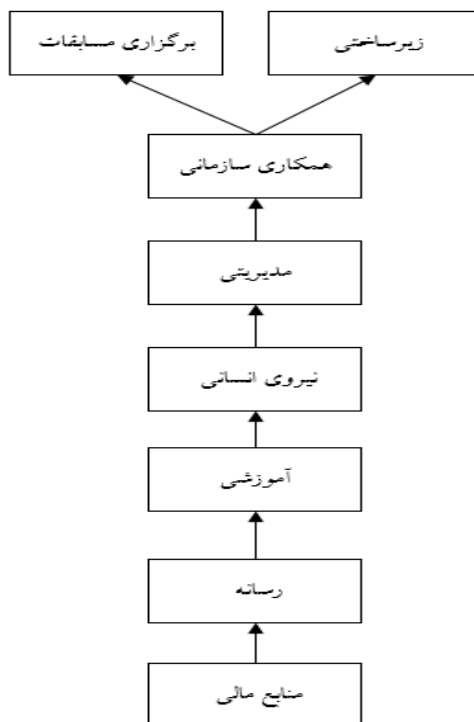 زیرساختی
برگزاری مسابقات
همکاری سازمانی
مدیریتی
نیروی انسانی
آموزشی
رسانه
منابع مالی